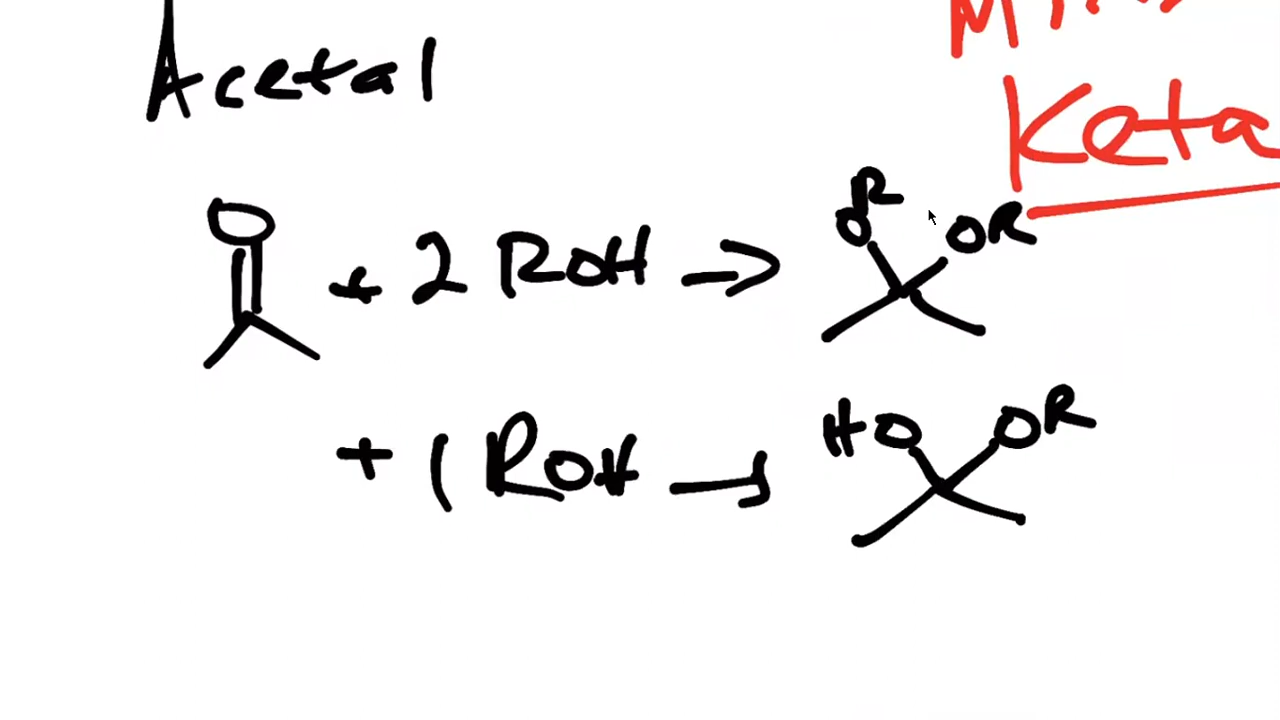 Acetal
Keta
O + 2 ROH → OR OR
+ 1 ROH → HO OR